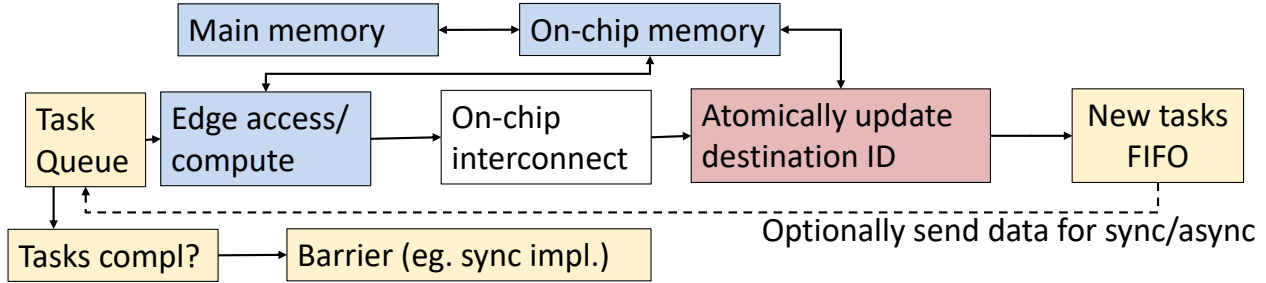 Main memory
On-chip memory
Task
Queue
Edge access/
compute
On-chip
interconnect
Atomically update
destination ID
New tasks
FIFO
Optionally send data for sync/async
Tasks compl?
Barrier (eg. sync impl.)